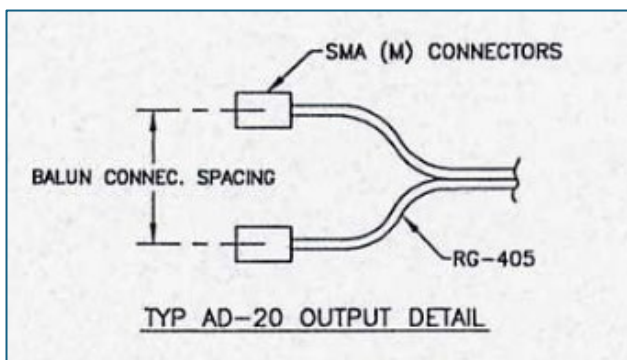 SMA (M) CONNECTORS
BALUN CONNEC. SPACING
RG-405
TYP AD-20 OUTPUT DETAIL